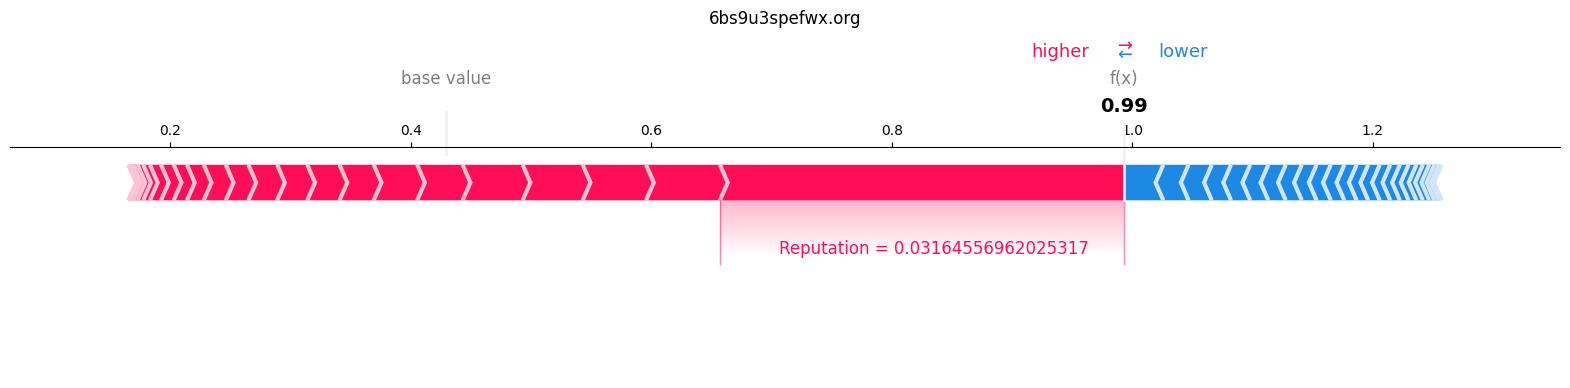 6bs9u3spefwx.org
higher → ← lower
base value f(x)
0.99
0.2 0.4 0.6 0.8 1.0 1.2
Reputation = 0.03164556962025317